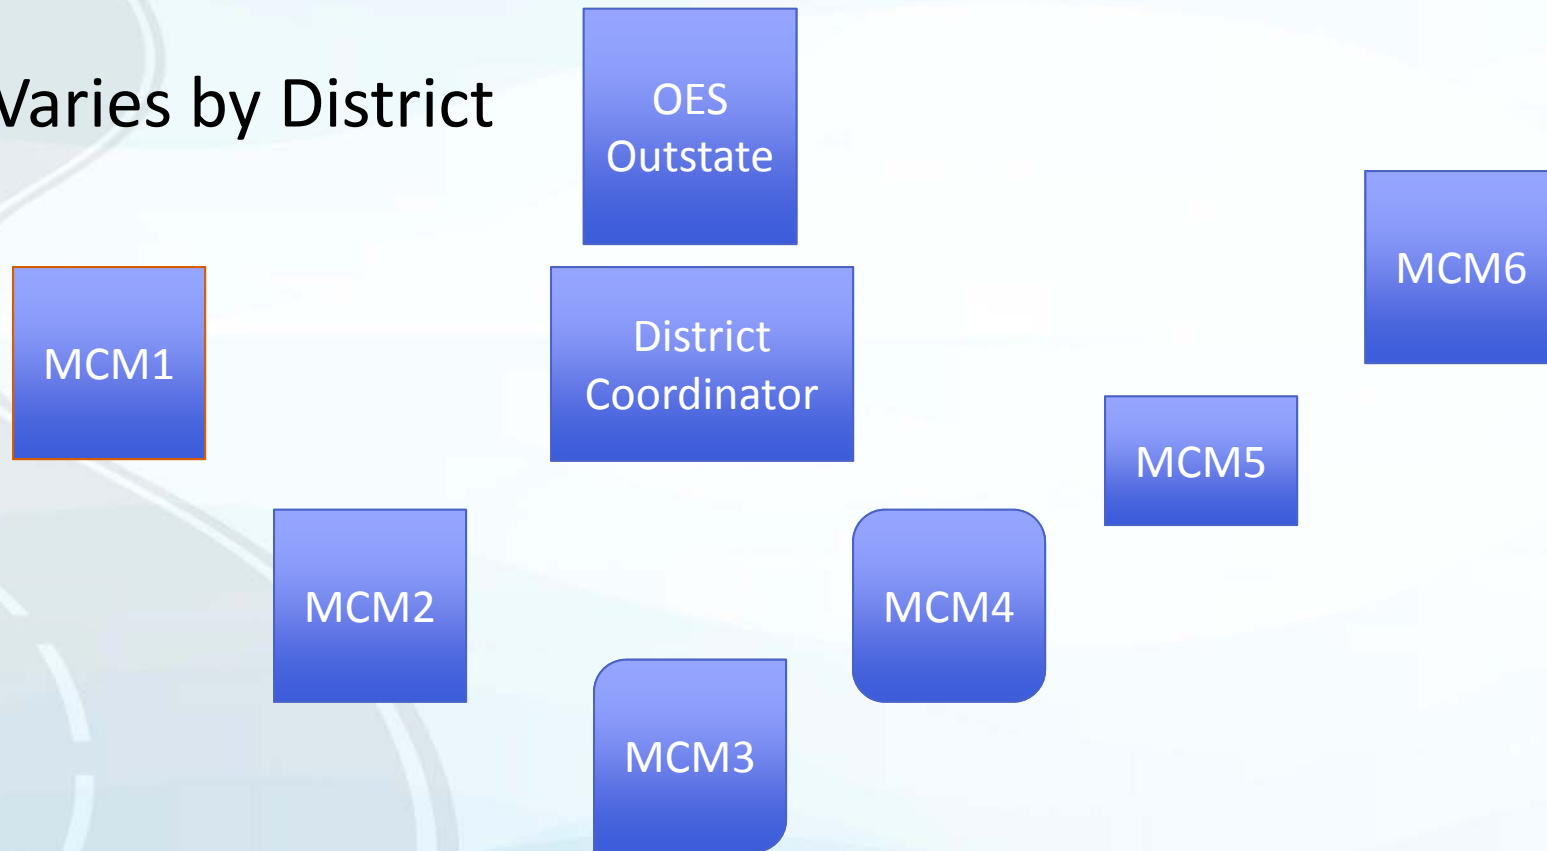 Varies by District
OES
Outstate
MCM6
MCM1
District
Coordinator
MCM5
MCM2
MCM4
MCM3